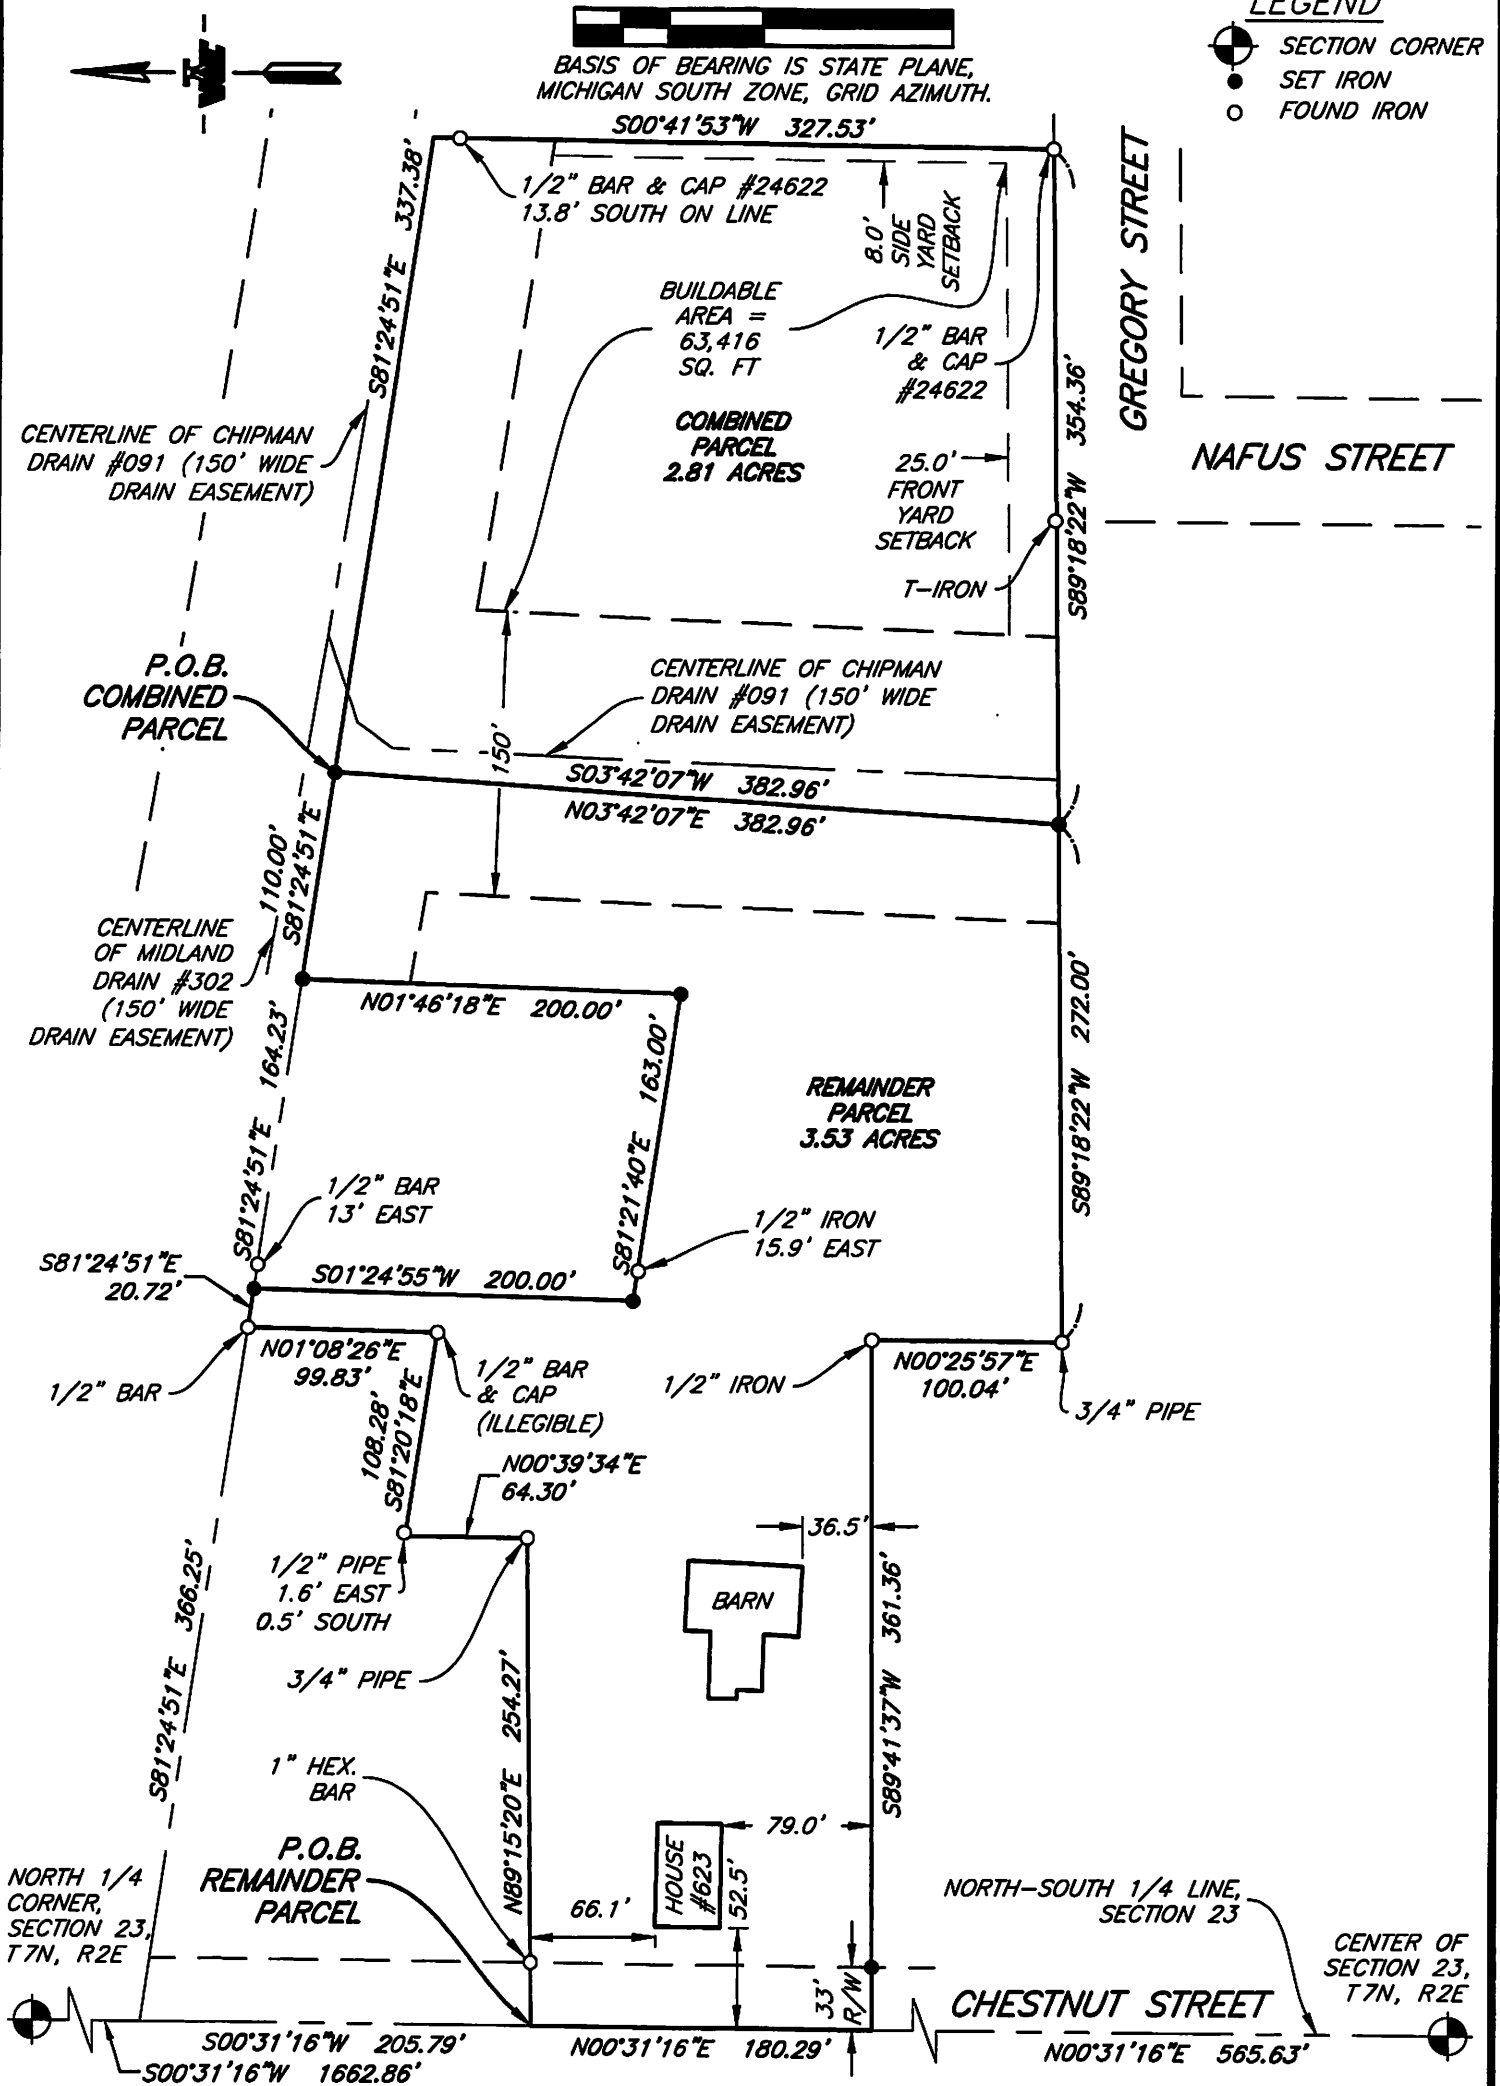 LEGEND
SECTION CORNER
SET IRON
FOUND IRON
BASIS OF BEARING IS STATE PLANE,
MICHIGAN SOUTH ZONE, GRID AZIMUTH.
S00°41'53"W 327.53'
1/2" BAR & CAP #24622
13.8' SOUTH ON LINE
S81°24'51"E 337.38'
8.0'
SIDE
YARD
SETBACK
GREGORY STREET
BUILDABLE
AREA =
63,416
SQ. FT
1/2" BAR
& CAP
#24622
COMBINED
PARCEL
2.81 ACRES
CENTERLINE OF CHIPMAN
DRAIN #091 (150' WIDE
DRAIN EASEMENT)
25.0'
FRONT
YARD
SETBACK
S89°18'22"W 354.36'
NAFUS STREET
T-IRON
P.O.B.
COMBINED
PARCEL
CENTERLINE OF CHIPMAN
DRAIN #091 (150' WIDE
DRAIN EASEMENT)
150'
S03°42'07"W 382.96'
N03°42'07"E 382.96'
110.00'
S81°24'51"E
CENTERLINE
OF MIDLAND
DRAIN #302
(150' WIDE
DRAIN EASEMENT)
N01°46'18"E 200.00'
S81°24'51"E 164.23'
S81°21'40"E 163.00'
REMAINDER
PARCEL
3.53 ACRES
S89°18'22"W 272.00'
1/2" BAR
13' EAST
1/2" IRON
15.9' EAST
S81°24'51"E
20.72'
S01°24'55"W 200.00'
N01°08'26"E
99.83'
1/2" BAR
1/2" BAR
& CAP
(ILLEGIBLE)
1/2" IRON
N00°25'57"E
100.04'
3/4" PIPE
108.28'
S81°20'18"E
N00°39'34"E
64.30'
36.5'
1/2" PIPE
1.6' EAST
0.5' SOUTH
BARN
S81°24'51"E 366.25'
3/4" PIPE
N89°15'20"E 254.27'
S89°41'37"W 361.36'
1" HEX.
BAR
79.0'
P.O.B.
REMAINDER
PARCEL
HOUSE
#623
52.5'
66.1'
NORTH 1/4
CORNER,
SECTION 23,
T7N, R2E
NORTH-SOUTH 1/4 LINE,
SECTION 23
CENTER OF
SECTION 23,
T7N, R2E
33'
R/W
CHESTNUT STREET
S00°31'16"W 205.79'
N00°31'16"E 180.29'
N00°31'16"E 565.63'
S00°31'16"W 1662.86'